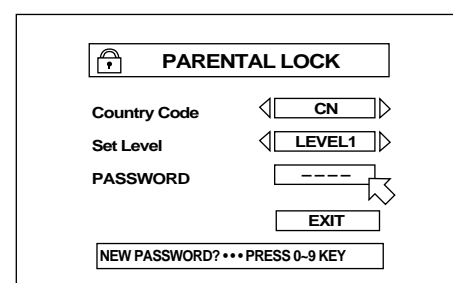 PARENTAL LOCK
Country Code CN
Set Level LEVEL1
PASSWORD – – – –
EXIT
NEW PASSWORD? • • • PRESS 0~9 KEY